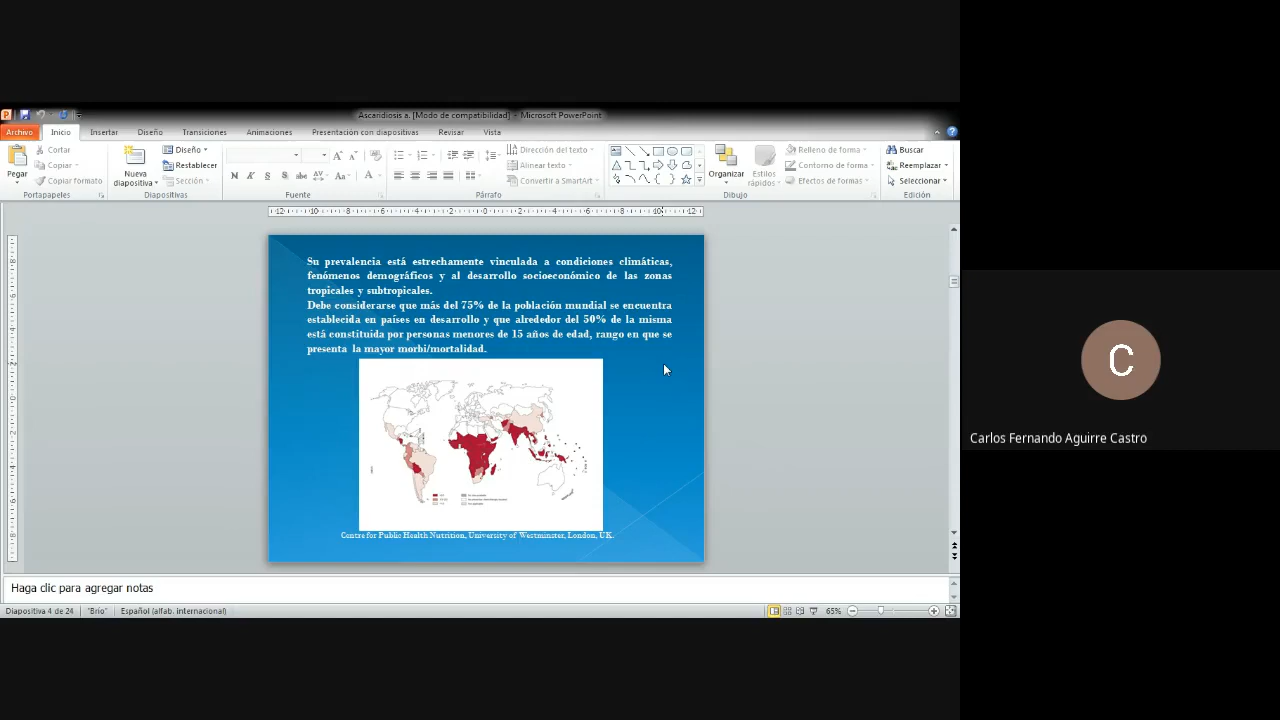 Ascaridiosis a. [Modo de compatibilidad] - Microsoft PowerPoint
Archivo Inicio Insertar Diseño Transiciones Animaciones Presentación con diapositivas Revisar Vista
Pegar
Cortar
Copiar
Copiar formato
Portapapeles
Nueva
diapositiva
Diseño
Restablecer
Sección
Diapositivas
Fuente
Dirección del texto
Alinear texto
Convertir a SmartArt
Párrafo
Organizar
Estilos
rápidos
Relleno de forma
Contorno de forma
Efectos de formas
Dibujo
Buscar
Reemplazar
Seleccionar
Edición
Su prevalencia está estrechamente vinculada a condiciones climáticas,
fenómenos demográficos y al desarrollo socioeconómico de las zonas
tropicales y subtropicales.
Debe considerarse que más del 75% de la población mundial se encuentra
establecida en países en desarrollo y que alrededor del 50% de la misma
está constituida por personas menores de 15 años de edad, rango en que se
presenta la mayor morbi/mortalidad.
Centre for Public Health Nutrition, University of Westminster, London, UK.
Haga clic para agregar notas
Diapositiva 4 de 24 "Brío" Español (alfab. internacional) 65%
C
Carlos Fernando Aguirre Castro